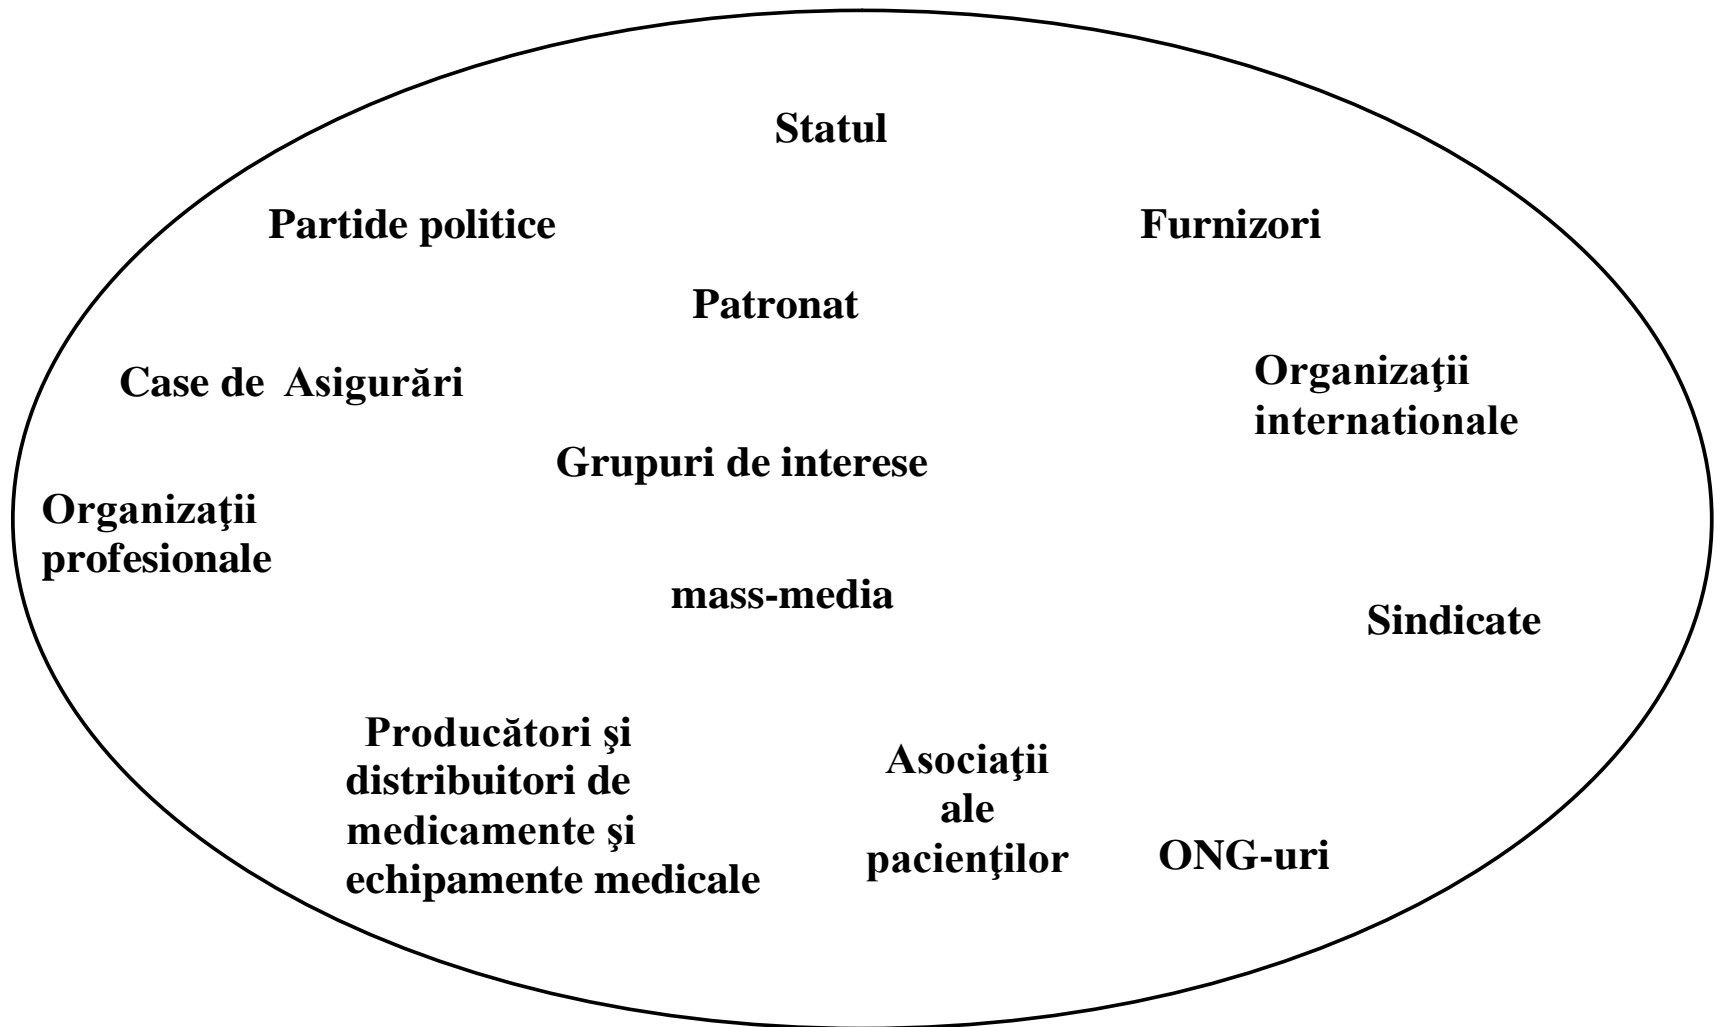 Statul
Partide politice
Furnizori
Patronat
Case de  Asigurări
Organizaţii
internationale
Grupuri de interese
Organizaţii
profesionale
mass-media
Sindicate
Producători şi
distribuitori de
medicamente şi
echipamente medicale
Asociaţii
ale
pacienţilor
ONG-uri